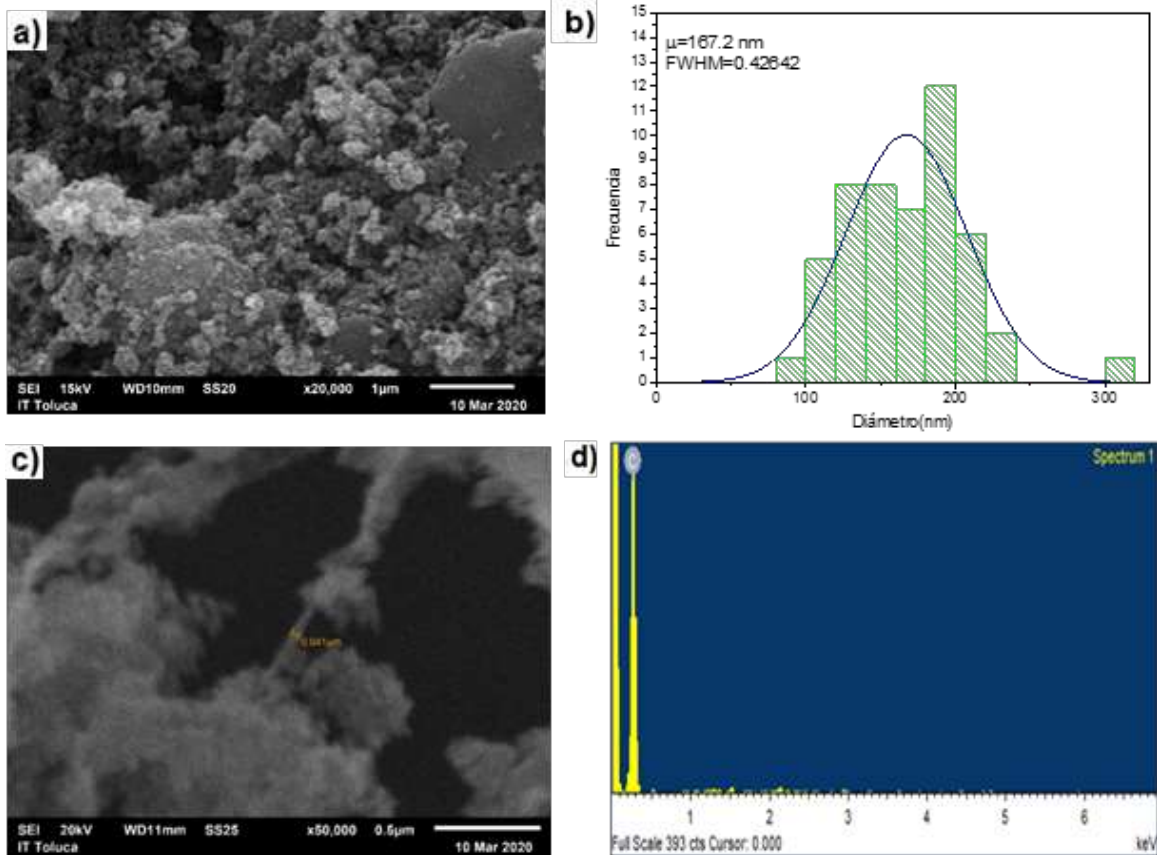 a)
SEI 15kV WD10mm SS20 x20,000 1µm
IT Toluca 10 Mar 2020
b)
µ=167.2 nm
FWHM=0.42642
15
14
13
12
11
10
9
8
7
6
5
4
3
2
1
0
Frecuencia
0 100 200 300
Diámetro(nm)
c)
0.041µm
SEI 20kV WD11mm SS25 x50,000 0.5µm
IT Toluca 10 Mar 2020
d)
C
Spectrum 1
1 2 3 4 5 6
Full Scale 393 cts Cursor: 0.000 keV